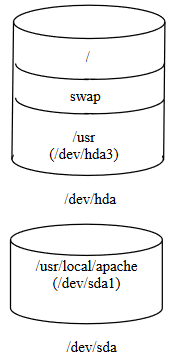 /
swap
/usr
(/dev/hda3)
/dev/hda
/usr/local/apache
(/dev/sda1)
/dev/sda